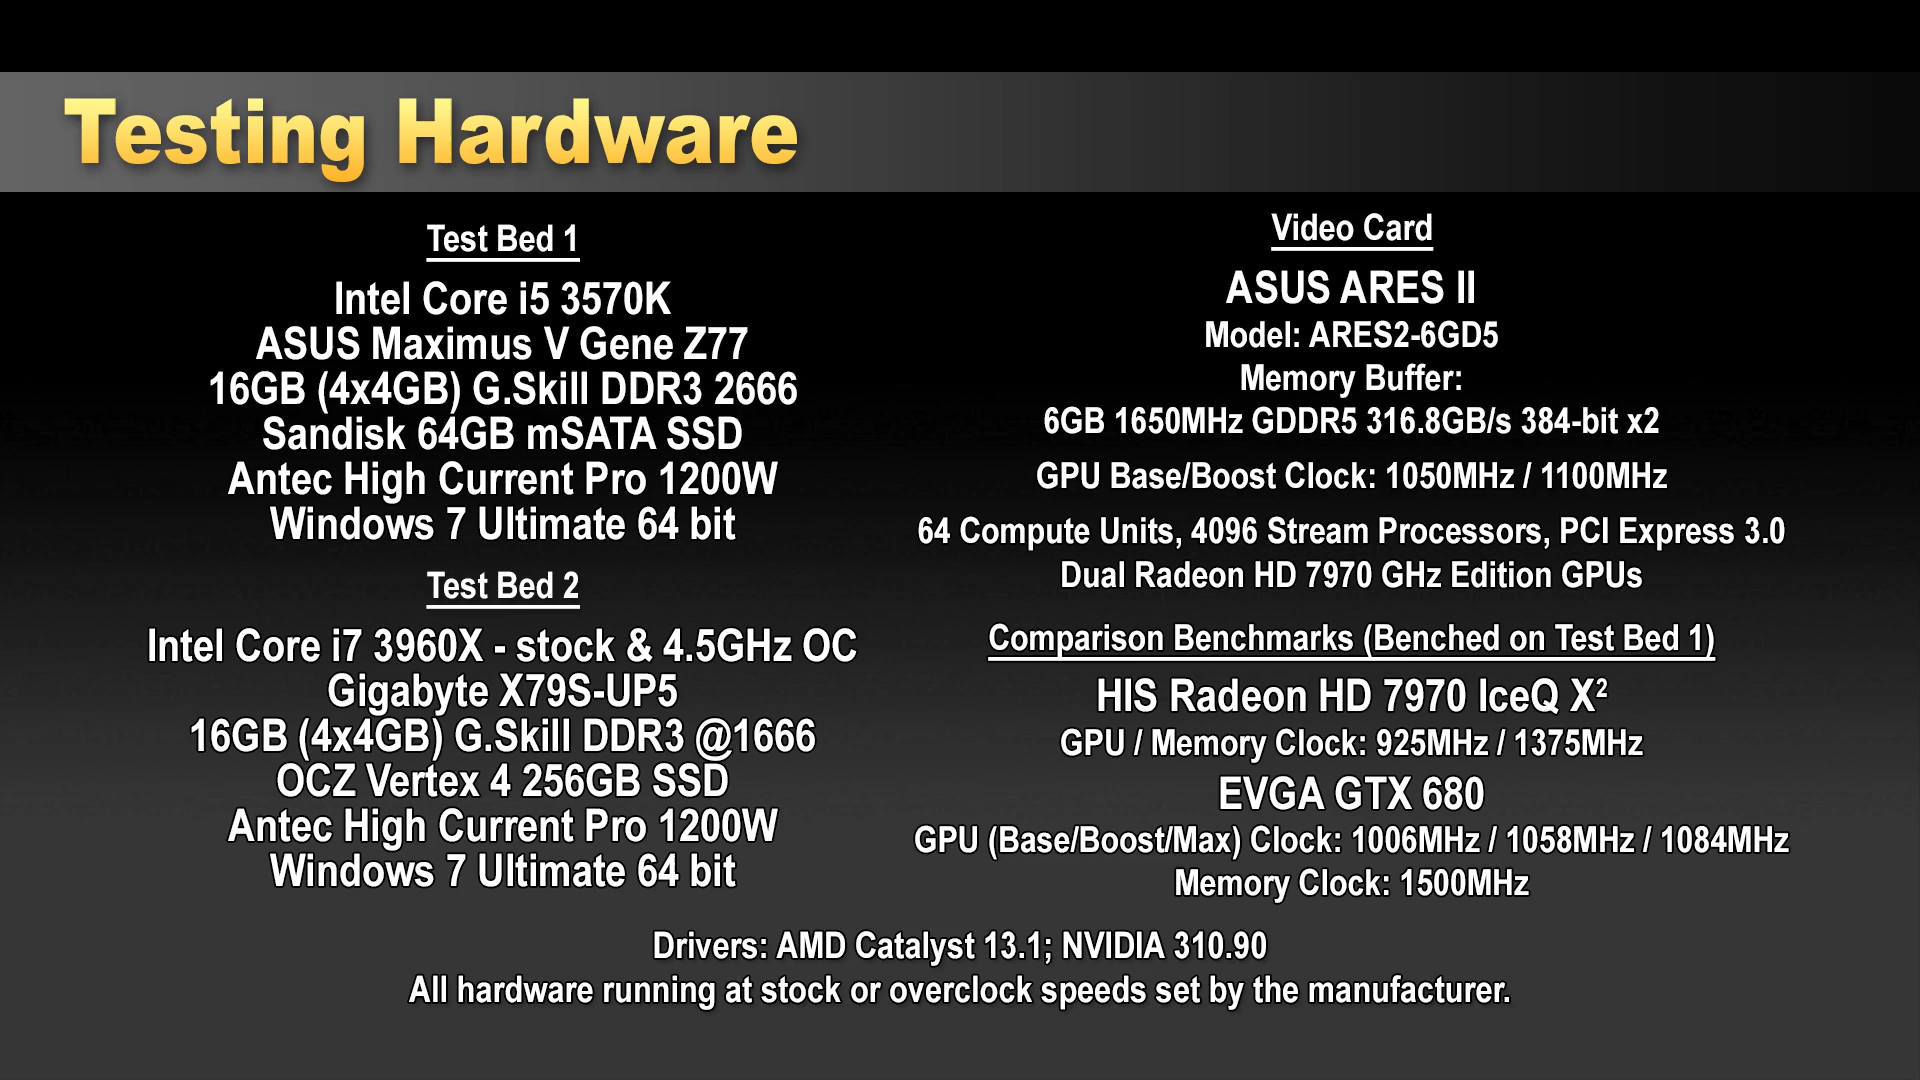 Testing Hardware
Test Bed 1
Intel Core i5 3570K
ASUS Maximus V Gene Z77
16GB (4x4GB) G.Skill DDR3 2666
Sandisk 64GB mSATA SSD
Antec High Current Pro 1200W
Windows 7 Ultimate 64 bit
Test Bed 2
Intel Core i7 3960X - stock & 4.5GHz OC
Gigabyte X79S-UP5
16GB (4x4GB) G.Skill DDR3 @1666
OCZ Vertex 4 256GB SSD
Antec High Current Pro 1200W
Windows 7 Ultimate 64 bit
Video Card
ASUS ARES II
Model: ARES2-6GD5
Memory Buffer:
6GB 1650MHz GDDR5 316.8GB/s 384-bit x2
GPU Base/Boost Clock: 1050MHz / 1100MHz
64 Compute Units, 4096 Stream Processors, PCI Express 3.0
Dual Radeon HD 7970 GHz Edition GPUs
Comparison Benchmarks (Benched on Test Bed 1)
HIS Radeon HD 7970 IceQ X²
GPU / Memory Clock: 925MHz / 1375MHz
EVGA GTX 680
GPU (Base/Boost/Max) Clock: 1006MHz / 1058MHz / 1084MHz
Memory Clock: 1500MHz
Drivers: AMD Catalyst 13.1; NVIDIA 310.90
All hardware running at stock or overclock speeds set by the manufacturer.